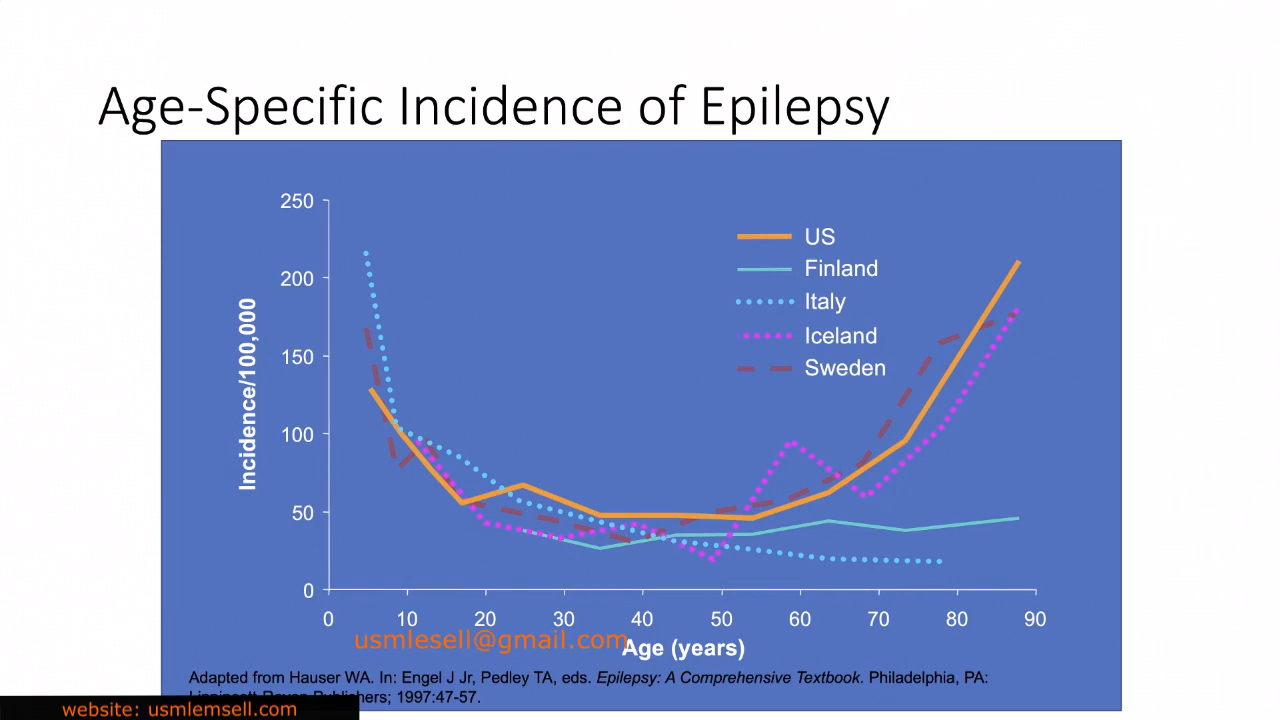 Age-Specific Incidence of Epilepsy
250
200
150
100
50
0
Incidence/100,000
US
Finland
Italy
Iceland
Sweden
0 10 20 30 40 50 60 70 80 90
usmlesell@gmail.com
Age (years)
Adapted from Hauser WA. In: Engel J Jr, Pedley TA, eds. Epilepsy: A Comprehensive Textbook. Philadelphia, PA:
Lippincott-Raven Publishers; 1997:47-57.
website: usmlemsell.com